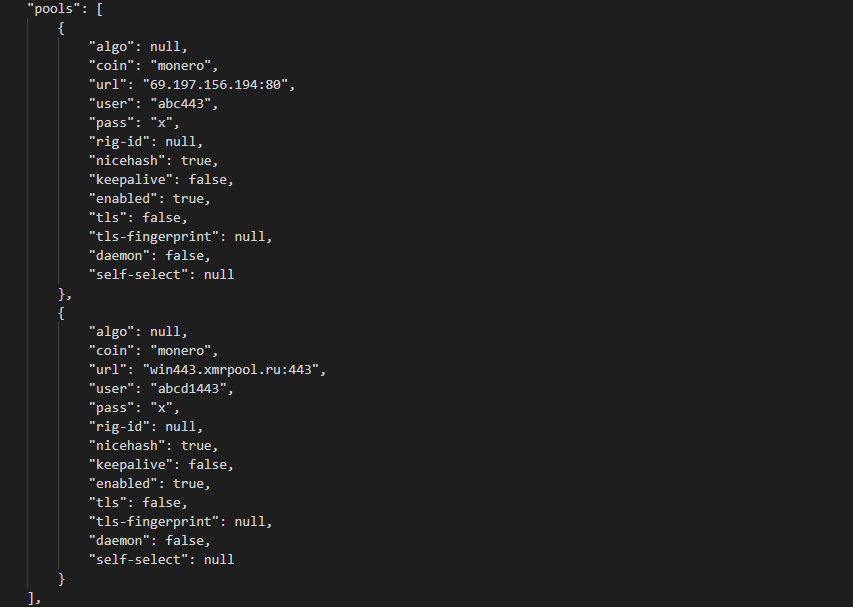 "pools": [
{
"algo": null,
"coin": "monero",
"url": "69.197.156.194:80",
"user": "abc443",
"pass": "x",
"rig-id": null,
"nicehash": true,
"keepalive": false,
"enabled": true,
"tls": false,
"tls-fingerprint": null,
"daemon": false,
"self-select": null
},
{
"algo": null,
"coin": "monero",
"url": "win443.xmrpool.ru:443",
"user": "abcd1443",
"pass": "x",
"rig-id": null,
"nicehash": true,
"keepalive": false,
"enabled": true,
"tls": false,
"tls-fingerprint": null,
"daemon": false,
"self-select": null
}
],